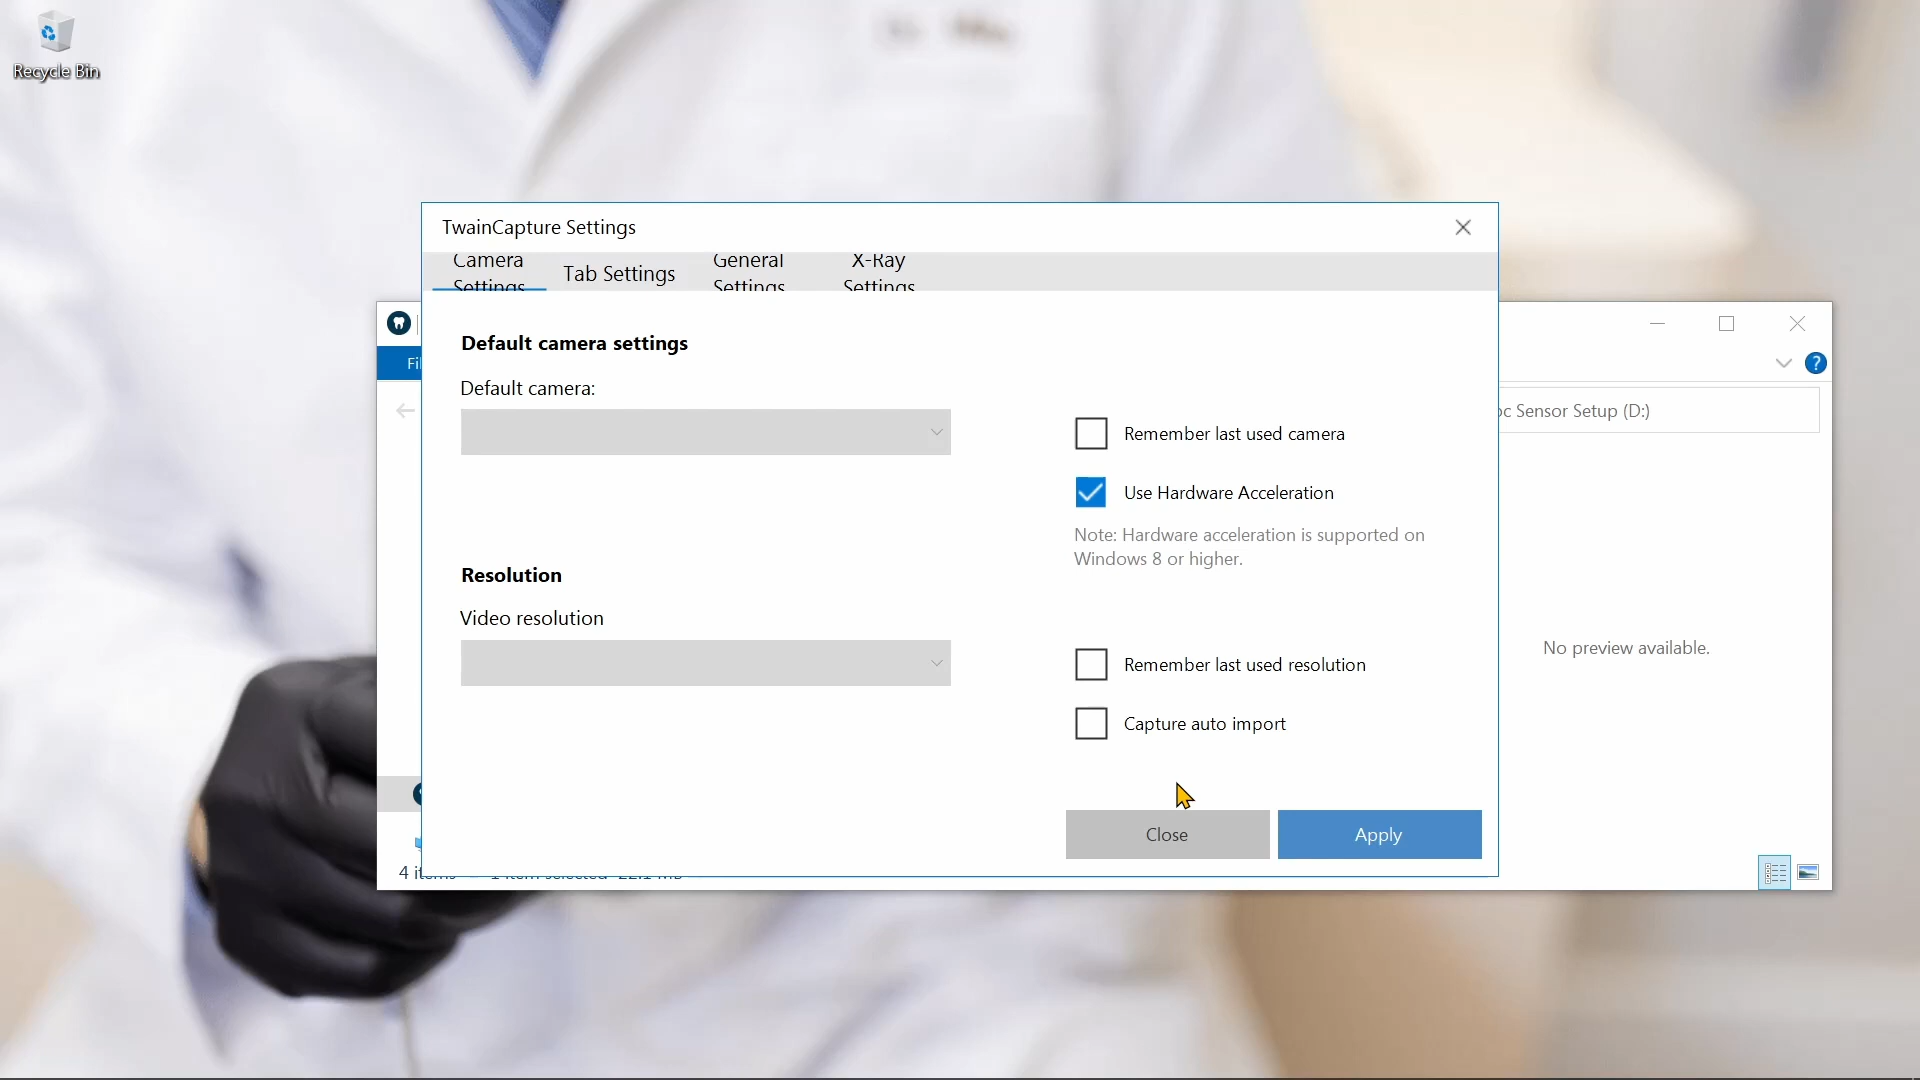 Recycle Bin
TwainCapture Settings
Camera Settings
Tab Settings
General Settings
X-Ray Settings
Default camera settings
Default camera:
Remember last used camera
Use Hardware Acceleration
Note: Hardware acceleration is supported on
Windows 8 or higher.
Resolution
Video resolution
Remember last used resolution
Capture auto import
Close
Apply
Sensor Setup (D:)
No preview available.
4